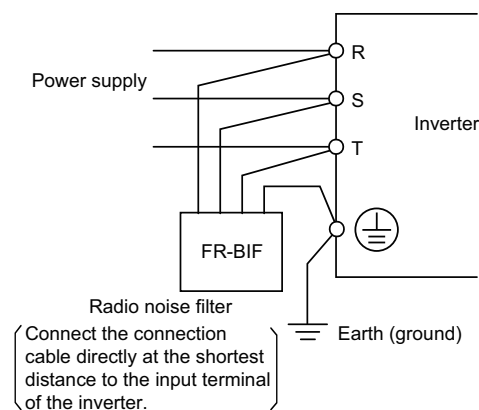 R
Power supply
S
Inverter
T
FR-BIF
Radio noise filter
Connect the connection
cable directly at the shortest
distance to the input terminal
of the inverter.
Earth (ground)